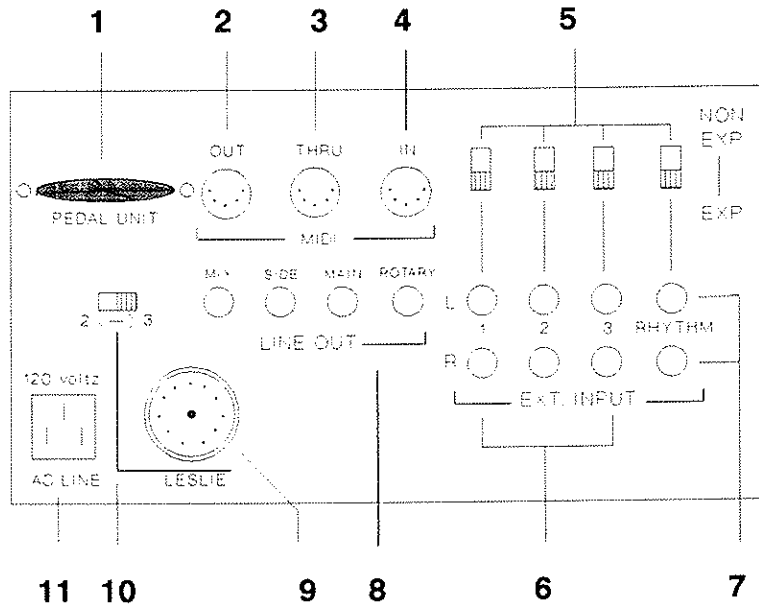 1 2 3 4 5
NON
EXP
OUT THRU IN
PEDAL UNIT
EXP
MIDI
MIX SIDE MAIN ROTARY
L
2 3
1 2 3 RHYTHM
LINE OUT
R
120 voltz
EXT. INPUT
AC LINE LESLIE
11 10 9 8 6 7